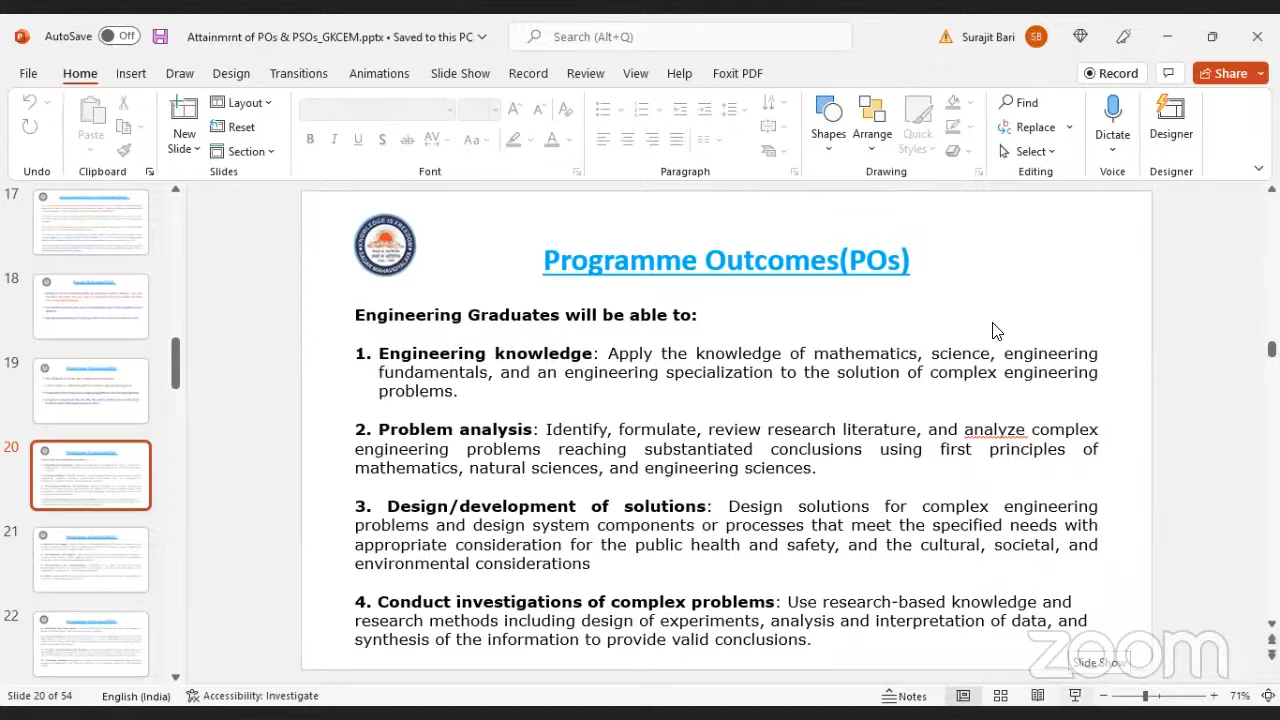 AutoSave Off Attainmrnt of POs & PSOs_GKCEM.pptx • Saved to this PC Search (Alt+Q) Surajit Bari SB
File Home Insert Draw Design Transitions Animations Slide Show Record Review View Help Foxit PDF Record Share
Paste New Slide Layout Reset Section Shapes Arrange Quick Styles Find Replace Select Dictate Designer
Undo Clipboard Slides Font Paragraph Drawing Editing Voice Designer
17
18
19
20
21
22
Programme Outcomes(POs)
Engineering Graduates will be able to:
1. Engineering knowledge: Apply the knowledge of mathematics, science, engineering
fundamentals, and an engineering specialization to the solution of complex engineering
problems.
2. Problem analysis: Identify, formulate, review research literature, and analyze complex
engineering problems reaching substantiated conclusions using first principles of
mathematics, natural sciences, and engineering sciences.
3. Design/development of solutions: Design solutions for complex engineering
problems and design system components or processes that meet the specified needs with
appropriate consideration for the public health and safety, and the cultural, societal, and
environmental considerations
4. Conduct investigations of complex problems: Use research-based knowledge and
research methods including design of experiments, analysis and interpretation of data, and
synthesis of the information to provide valid conclusions.
zoom
Slide Show
Slide 20 of 54 English (India) Accessibility: Investigate Notes 71%